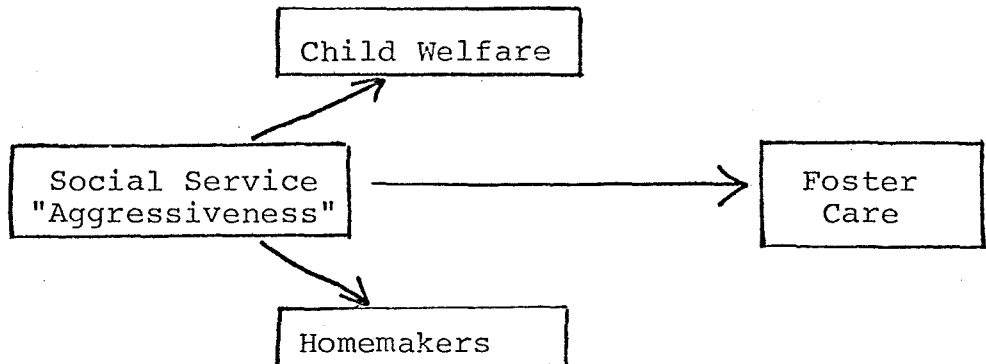 Child Welfare
Social Service
"Aggressiveness"
Foster
Care
Homemakers